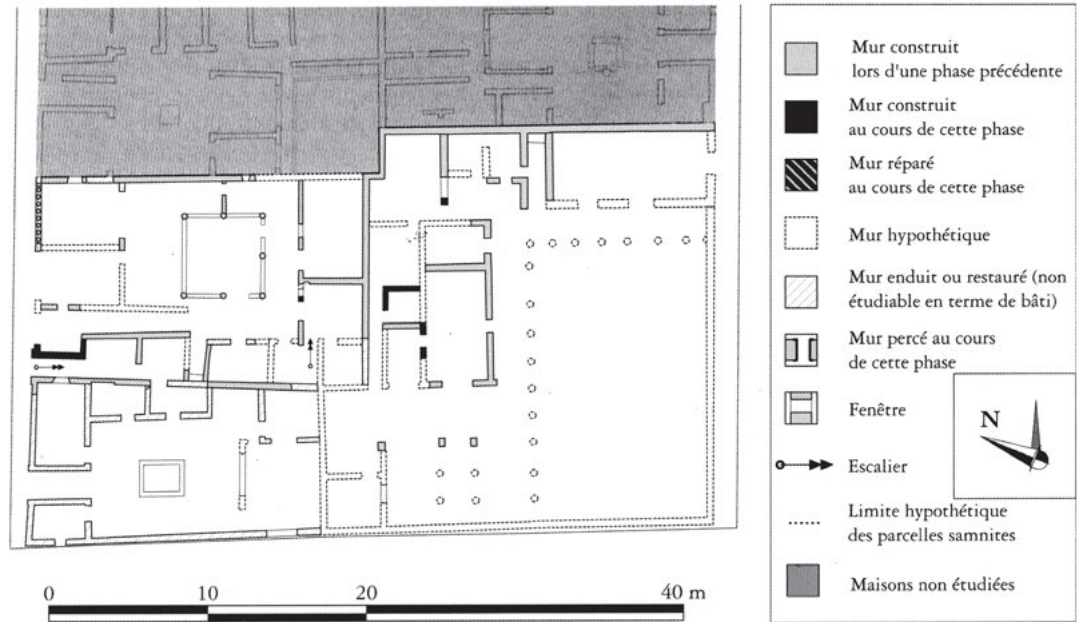 Mur construit
lors d'une phase précédente
Mur construit
au cours de cette phase
Mur réparé
au cours de cette phase
Mur hypothétique
Mur enduit ou restauré (non
étudiable en terme de bâti)
Mur percé au cours
de cette phase
Fenêtre
N
Escalier
Limite hypothétique
des parcelles samnites
Maisons non étudiées
0 10 20 40 m